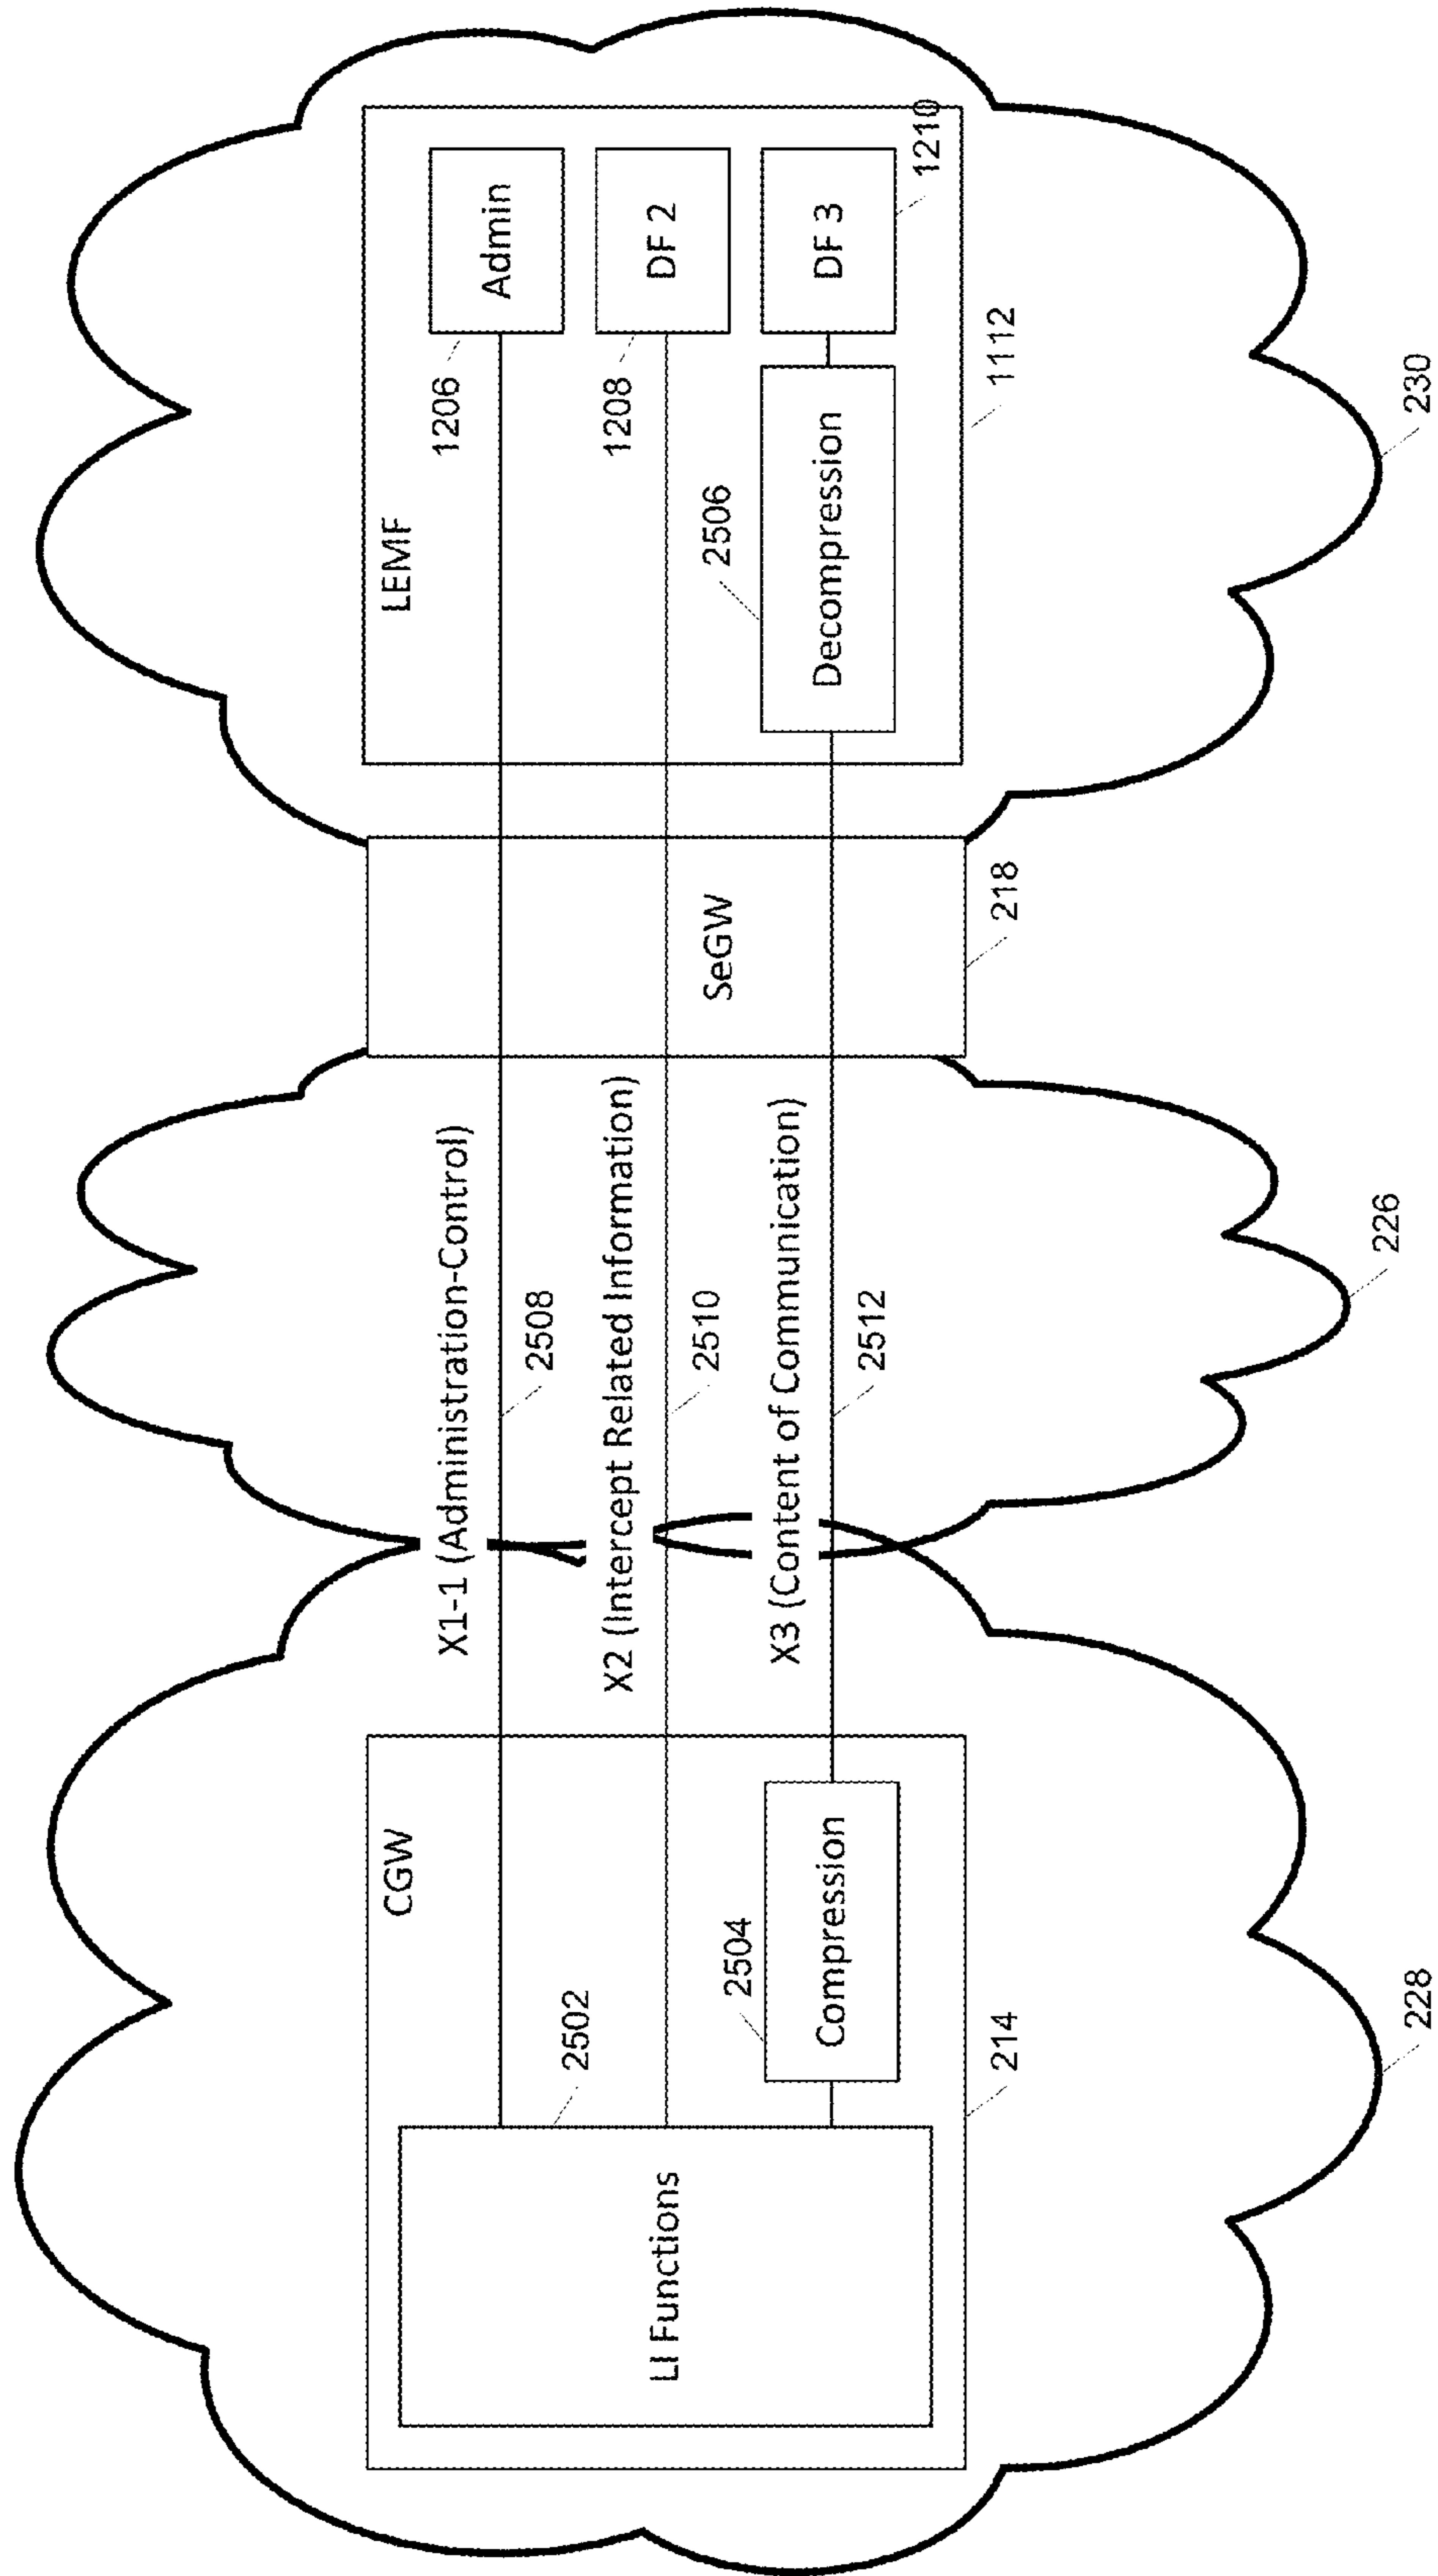 CGW
LI Functions
2502
2504
Compression
214
228
X1-1 (Administration-Control)
2508
X2 (Intercept Related Information)
2510
X3 (Content of Communication)
2512
226
SeGW
218
LEMF
1206
Admin
1208
DF 2
2506
Decompression
DF 3
1210
1112
230